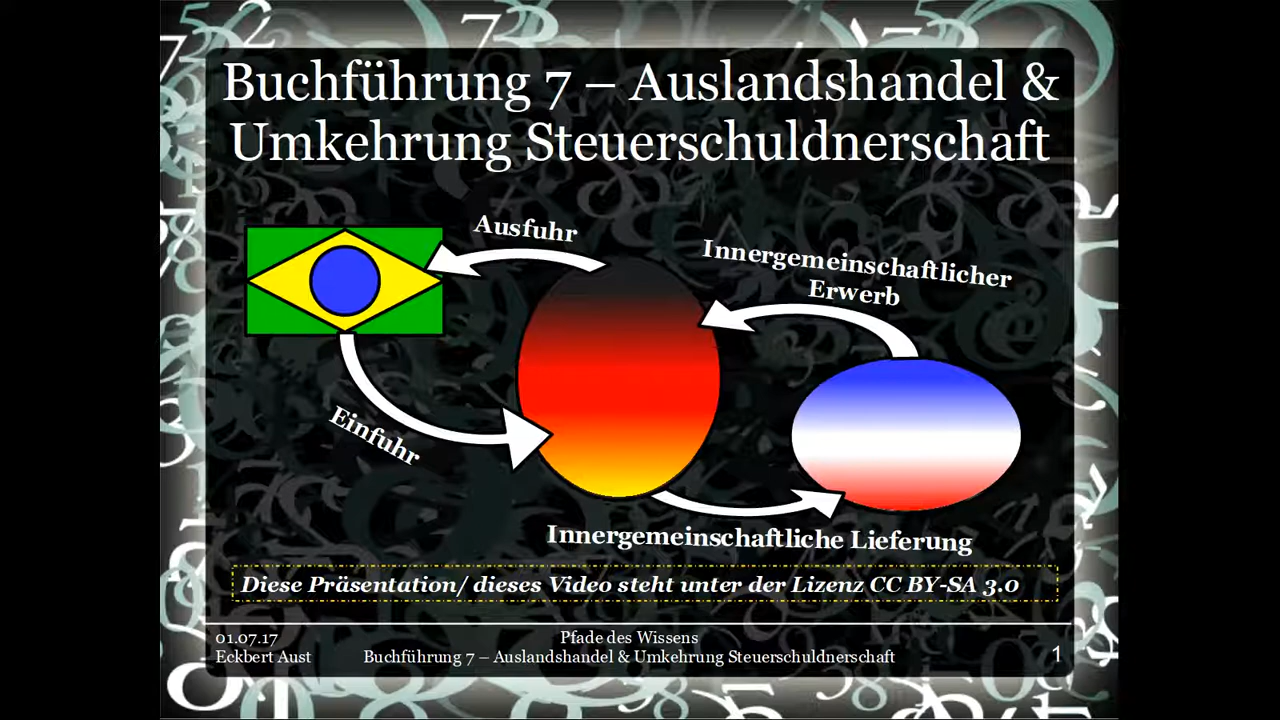 Buchführung 7 – Auslandshandel &
Umkehrung Steuerschuldnerschaft
Ausfuhr
Innergemeinschaftlicher
Erwerb
Einfuhr
Innergemeinschaftliche Lieferung
Diese Präsentation/ dieses Video steht unter der Lizenz CC BY-SA 3.0
01.07.17
Pfade des Wissens
Eckbert Aust
Buchführung 7 – Auslandshandel & Umkehrung Steuerschuldnerschaft
1